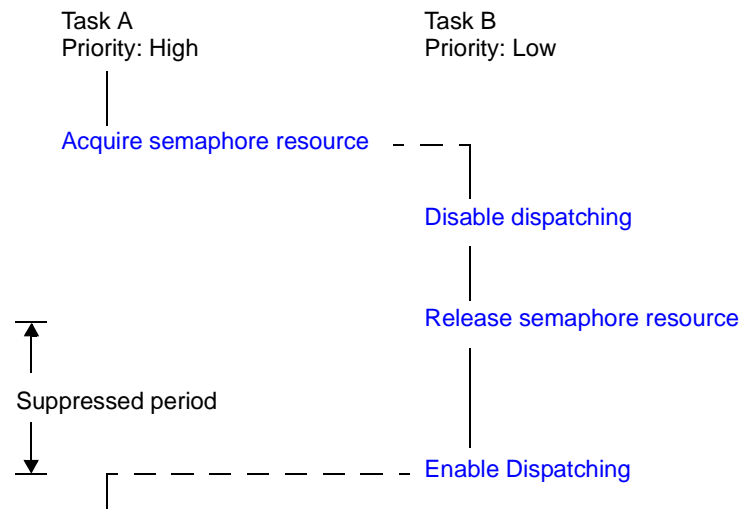 Task A
Priority: High
Task B
Priority: Low
Acquire semaphore resource
Disable dispatching
Release semaphore resource
Suppressed period
Enable Dispatching